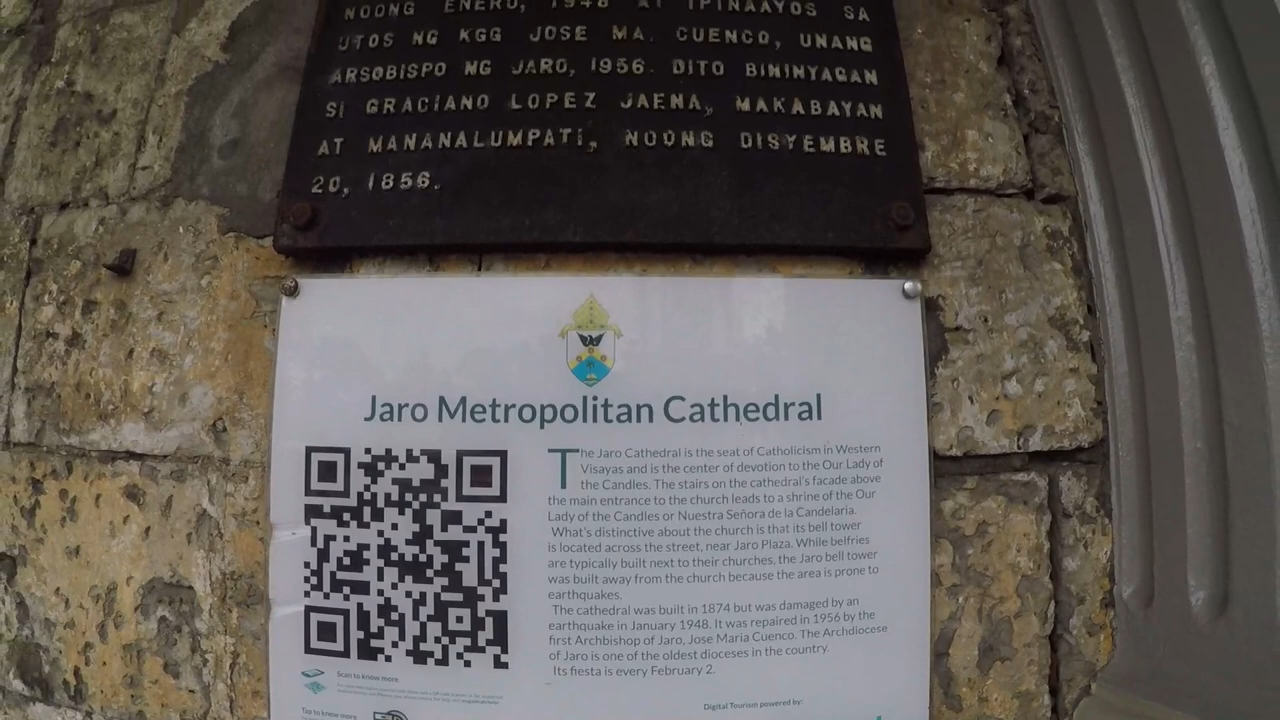 NOONG ENERO, 1948 AT IPINAAYOS SA
UTOS NG KGG JOSE MA. CUENCO, UNANG
ARSOBISPO NG JARO, 1956. DITO BININYAGAN
SI GRACIANO LOPEZ JAENA, MAKABAYAN
AT MANANALUMPATI, NOONG DISYEMBRE
20, 1856.
Jaro Metropolitan Cathedral
The Jaro Cathedral is the seat of Catholicism in Western
Visayas and is the center of devotion to the Our Lady of
the Candles. The stairs on the cathedral's facade above
the main entrance to the church leads to a shrine of the Our
Lady of the Candles or Nuestra Señora de la Candelaria.
What's distinctive about the church is that its bell tower
is located across the street, near Jaro Plaza. While belfries
are typically built next to their churches, the Jaro bell tower
was built away from the church because the area is prone to
earthquakes.
The cathedral was built in 1874 but was damaged by an
earthquake in January 1948. It was repaired in 1956 by the
first Archbishop of Jaro, Jose Maria Cuenco. The Archdiocese
of Jaro is one of the oldest dioceses in the country.
Its fiesta is every February 2.
Scan to know more
Tap to know more
Digital Tourism powered by: